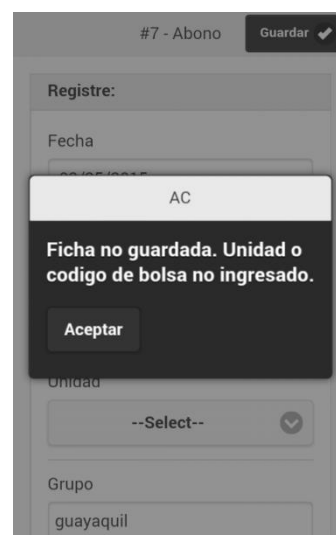 #7 - Abono
Guardar
Registre:
Fecha
AC
Ficha no guardada. Unidad o
codigo de bolsa no ingresado.
Aceptar
Unidad
--Select--
Grupo
guayaquil